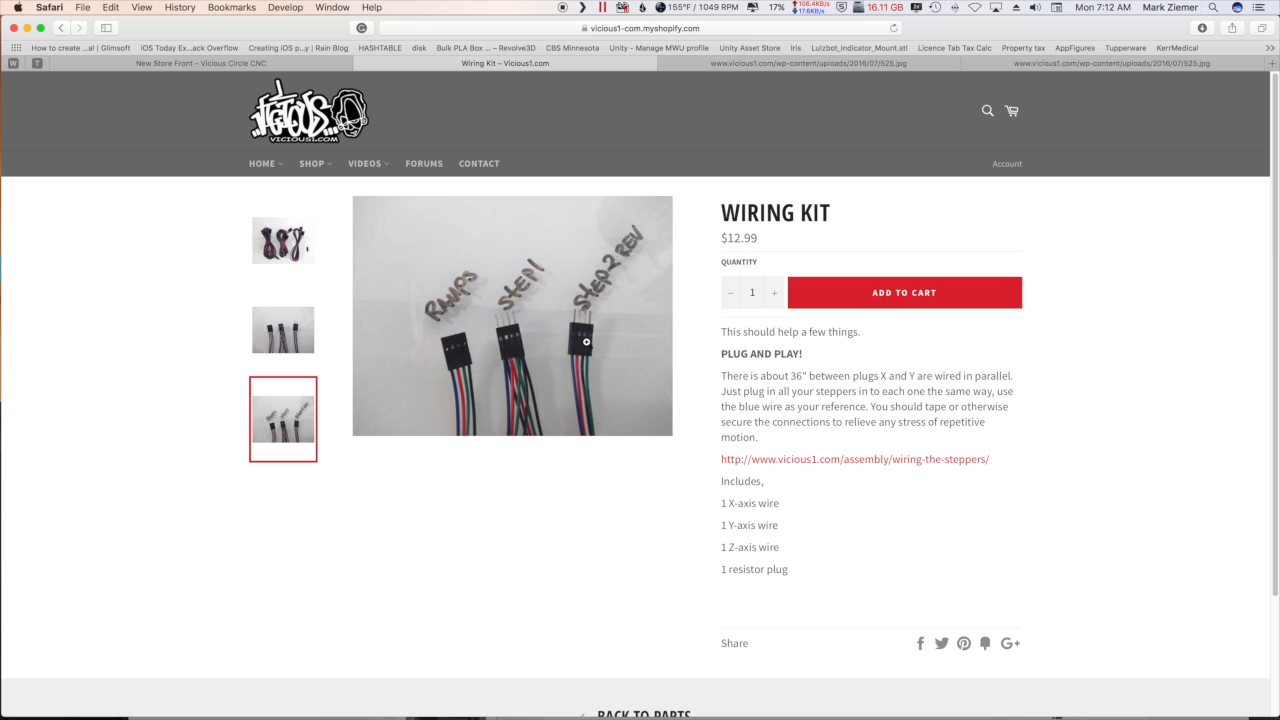 Safari File Edit View History Bookmarks Develop Window Help 155°F / 1049 RPM 17% 106.4KB/s 17.6KB/s 16.11 GB Mon 7:12 AM Mark Ziemer
vicious1-com.myshopify.com
How to create ...al | Glimsoft iOS Today Ex...ack Overflow Creating iOS p...y | Rain Blog HASHTABLE disk Bulk PLA Box ... – Revolve3D CBS Minnesota Unity - Manage MWU profile Unity Asset Store Iris Lulzbot_Indicator_Mount.stl Licence Tab Tax Calc Property tax AppFigures Tupperware KerrMedical
W T New Store Front – Vicious Circle CNC Wiring Kit – Vicious1.com www.vicious1.com/wp-content/uploads/2016/07/525.jpg www.vicious1.com/wp-content/uploads/2016/07/525.jpg
VICIOUS
VICIOUS1.COM
HOME SHOP VIDEOS FORUMS CONTACT Account
RAMPS STEP1 STEP-2 REV
WIRING KIT
$12.99
QUANTITY
− 1 + ADD TO CART
This should help a few things.
PLUG AND PLAY!
There is about 36" between plugs X and Y are wired in parallel.
Just plug in all your steppers in to each one the same way, use
the blue wire as your reference. You should tape or otherwise
secure the connections to relieve any stress of repetitive
motion.
http://www.vicious1.com/assembly/wiring-the-steppers/
Includes,
1 X-axis wire
1 Y-axis wire
1 Z-axis wire
1 resistor plug
Share
BACK TO PARTS